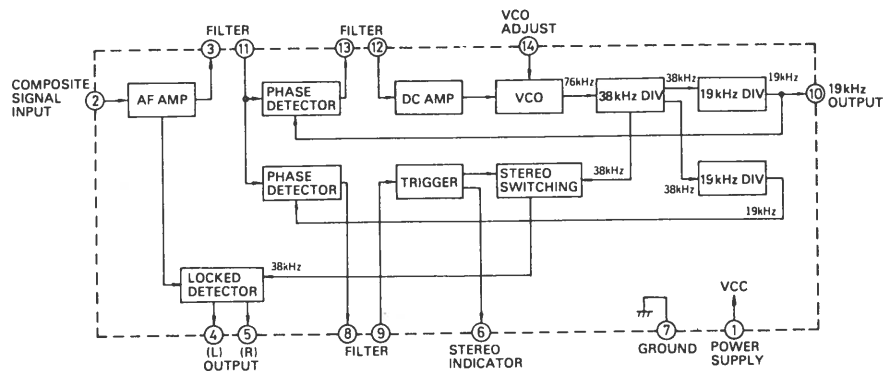 FILTER
FILTER
VCO
ADJUST
3
11
13
12
14
COMPOSITE
SIGNAL
INPUT
2
AF AMP
PHASE
DETECTOR
DC AMP
VCO
76kHz
38kHz DIV
38kHz
19kHz DIV
19kHz
10
19kHz
OUTPUT
PHASE
DETECTOR
TRIGGER
STEREO
SWITCHING
38kHz
38kHz
19kHz DIV
19kHz
38kHz
LOCKED
DETECTOR
VCC
4
5
8
9
6
7
1
(L)
(R)
OUTPUT
FILTER
STEREO
INDICATOR
GROUND
POWER
SUPPLY